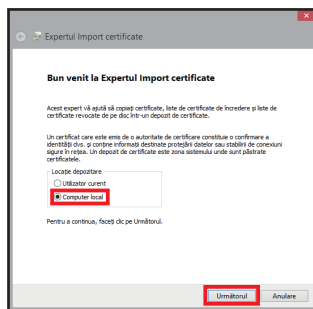 Expertul Import certificate
Bun venit la Expertul Import certificate
Acest expert vă ajută să copiați certificate, liste de certificate de încredere și liste de
certificate revocate de pe disc într-un depozit de certificate.
Un certificat care este emis de o autoritate de certificare constituie o confirmare a
identității dvs. și conține informații destinate protejării datelor sau stabilirii de conexiuni
sigure în rețea. Un depozit de certificate este zona sistemului unde sunt păstrate
certificatele.
Locație depozitare
Utilizator curent
Computer local
Pentru a continua, faceți clic pe Următorul.
Următorul Anulare